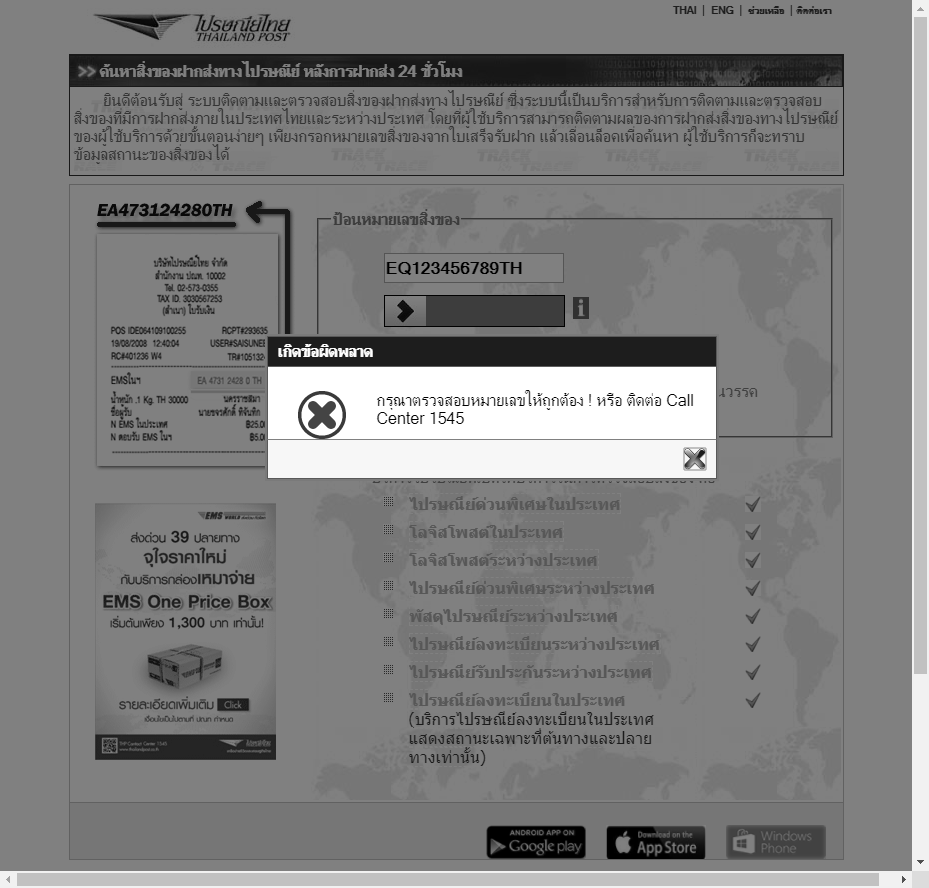 THAI | ENG | ช่วยเหลือ | ติดต่อเรา
ไปรษณีย์ไทย
THAILAND POST
>> ค้นหาสิ่งของฝากส่งทางไปรษณีย์ หลังการฝากส่ง 24 ชั่วโมง
ยินดีต้อนรับสู่ ระบบติดตามและตรวจสอบสิ่งของฝากส่งทางไปรษณีย์ ซึ่งระบบนี้เป็นบริการสำหรับการติดตามและตรวจสอบ
สิ่งของที่มีการฝากส่งภายในประเทศไทยและระหว่างประเทศ โดยที่ผู้ใช้บริการสามารถติดตามผลของการฝากส่งสิ่งของทางไปรษณีย์
ของผู้ใช้บริการด้วยขั้นตอนง่ายๆ เพียงกรอกหมายเลขสิ่งของจากใบเสร็จรับฝาก แล้วเลื่อนล็อคเพื่อค้นหา ผู้ใช้บริการก็จะทราบ
ข้อมูลสถานะของสิ่งของได้
EA473124280TH
ป้อนหมายเลขสิ่งของ
EQ123456789TH
บริษัทไปรษณีย์ไทย จำกัด
สำนักงาน ปณท. 10002
Tel. 02-573-0355
TAX ID. 3030567253
(สำเนา) ใบรับเงิน
POS IDE064109100255 RCPT#293635
19/08/2008 12:40:04 USER#SAISUNEE
RC#401236 W4 TR#105132
EMSในฯ EA 4731 2428 0 TH
น้ำหนัก .1 Kg. TH 30000 นครราชสีมา
ชื่อผู้รับ
N EMS ในประเทศ ฿25.0
N ตอบรับ EMS ในฯ ฿5.0
เกิดข้อผิดพลาด
กรุณาตรวจสอบหมายเลขให้ถูกต้อง ! หรือ ติดต่อ Call
Center 1545
นวรรค
ไปรษณีย์ด่วนพิเศษในประเทศ
โลจิสโพสต์ในประเทศ
โลจิสโพสต์ระหว่างประเทศ
ไปรษณีย์ด่วนพิเศษระหว่างประเทศ
พัสดุไปรษณีย์ระหว่างประเทศ
ไปรษณีย์ลงทะเบียนระหว่างประเทศ
ไปรษณีย์รับประกันระหว่างประเทศ
ไปรษณีย์ลงทะเบียนในประเทศ
(บริการไปรษณีย์ลงทะเบียนในประเทศ
แสดงสถานะเฉพาะที่ต้นทางและปลาย
ทางเท่านั้น)
EMS WORLD
ส่งด่วน 39 ปลายทาง
จุใจราคาใหม่
กับบริการกล่องเหมาจ่าย
EMS One Price Box
เริ่มต้นเพียง 1,300 บาท เท่านั้น!
รายละเอียดเพิ่มเติม Click
เงื่อนไขเป็นไปตามที่ ปณท กำหนด
THP Contact Center 1545
www.thailandpost.co.th
ANDROID APP ON
Google play
Download on the
App Store
Windows
Phone